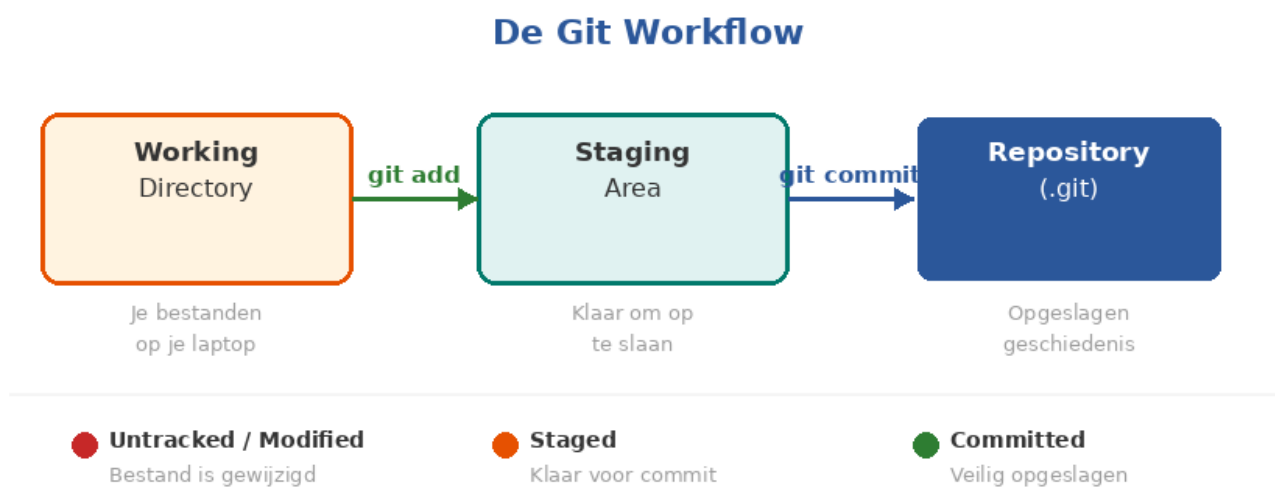 De Git Workflow
Working
Directory
git add
Staging
Area
git commit
Repository
(.git)
Je bestanden
op je laptop
Klaar om op
te slaan
Opgeslagen
geschiedenis
Untracked / Modified
Bestand is gewijzigd
Staged
Klaar voor commit
Committed
Veilig opgeslagen